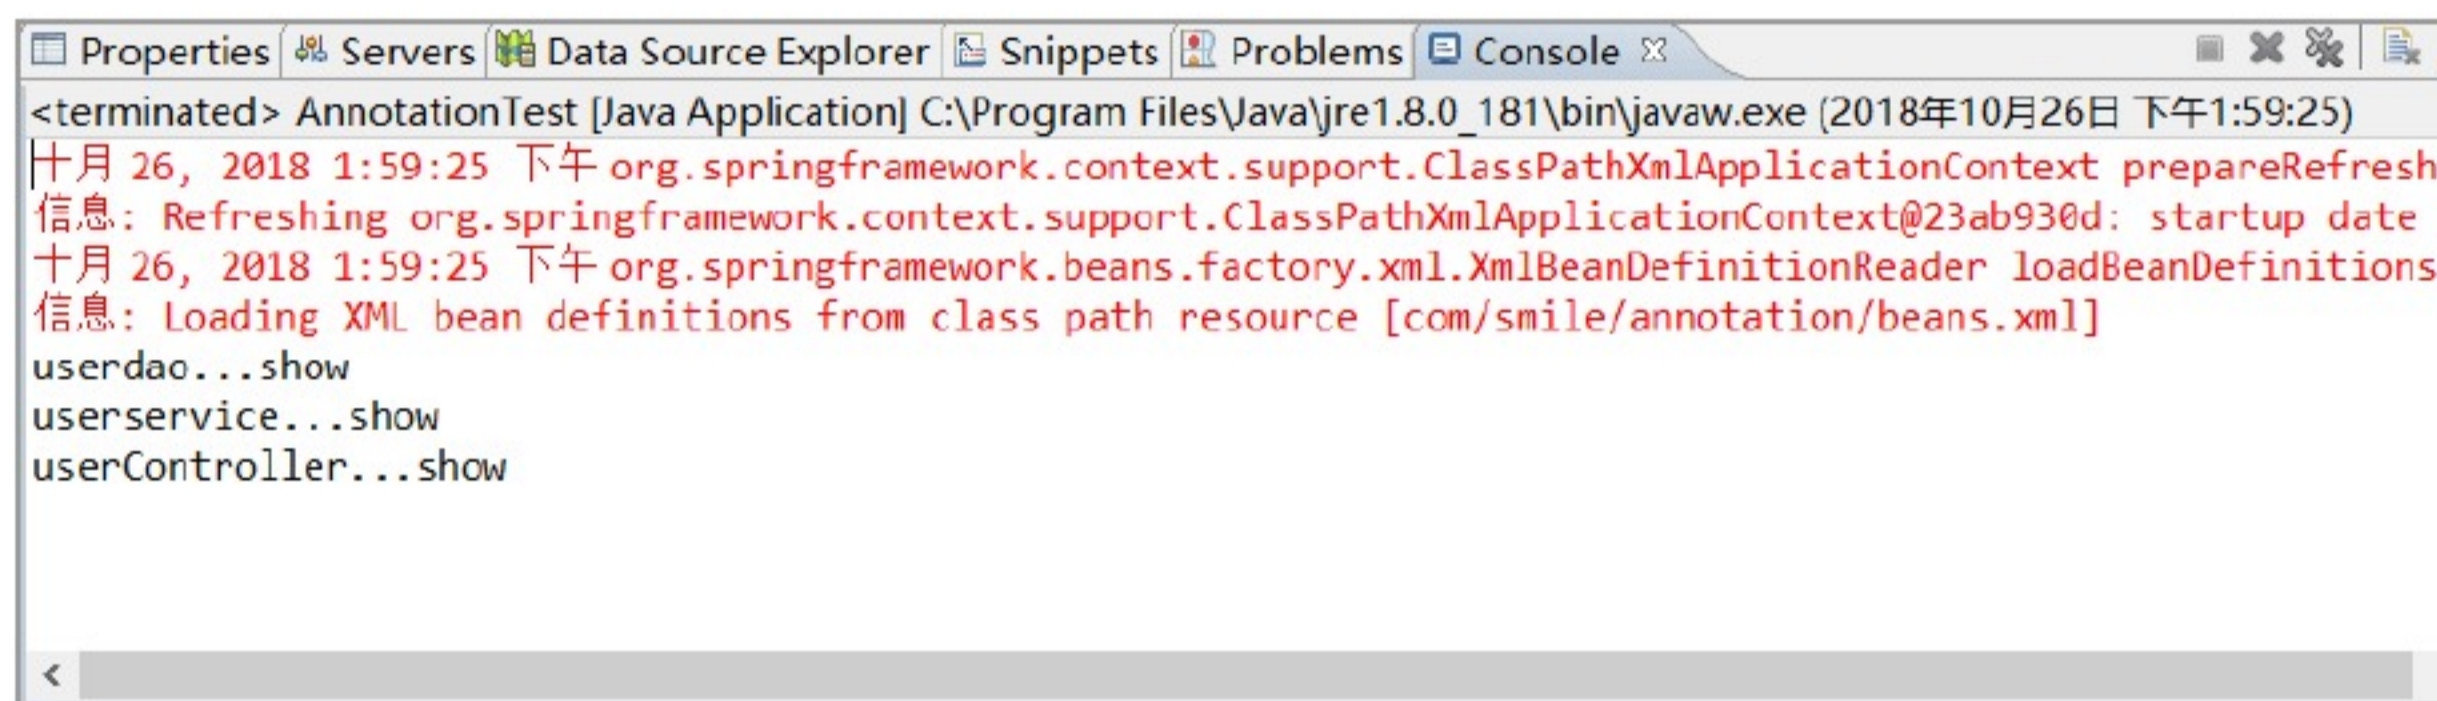 Properties Servers Data Source Explorer Snippets Problems Console
<terminated> AnnotationTest [Java Application] C:\Program Files\Java\jre1.8.0_181\bin\javaw.exe (2018年10月26日 下午1:59:25)
十月 26, 2018 1:59:25 下午 org.springframework.context.support.ClassPathXmlApplicationContext prepareRefresh
信息: Refreshing org.springframework.context.support.ClassPathXmlApplicationContext@23ab930d: startup date
十月 26, 2018 1:59:25 下午 org.springframework.beans.factory.xml.XmlBeanDefinitionReader loadBeanDefinitions
信息: Loading XML bean definitions from class path resource [com/smile/annotation/beans.xml]
userdao...show
userservice...show
userController...show